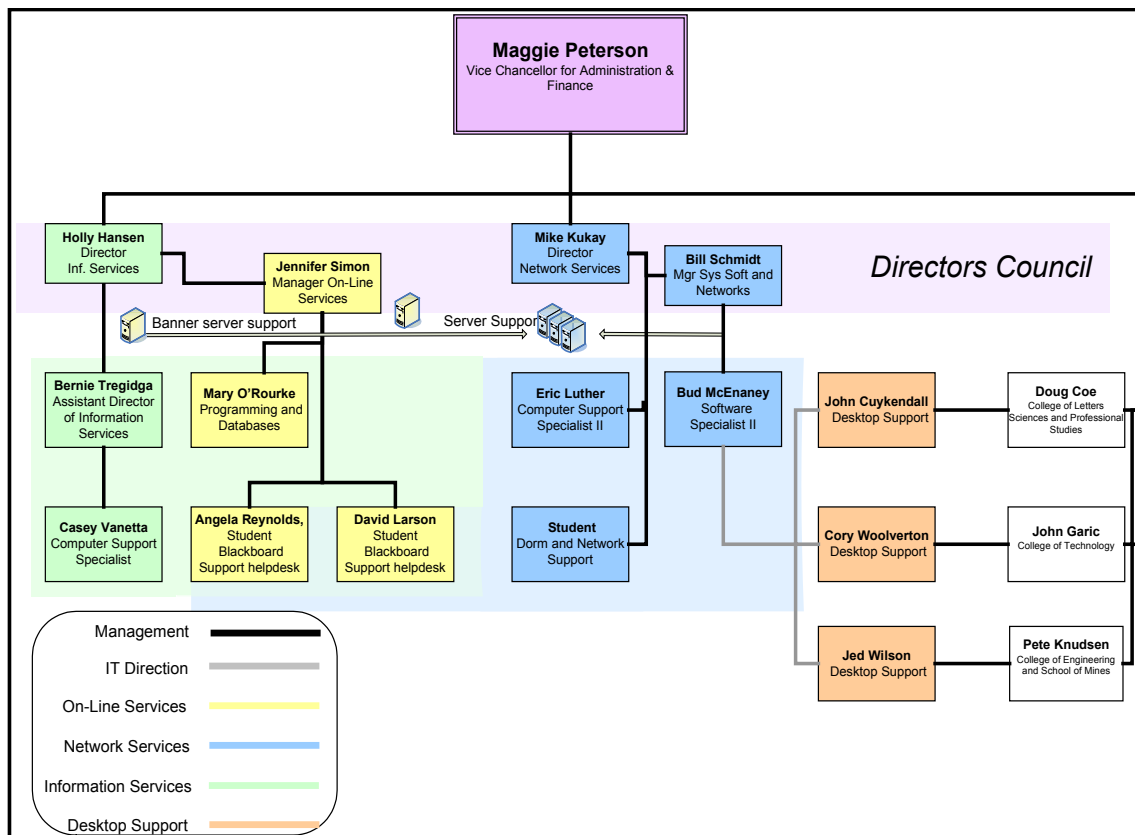 Maggie Peterson
Vice Chancellor for Administration &
Finance
Holly Hansen
Director
Inf. Services
Jennifer Simon
Manager On-Line
Services
Mike Kukay
Director
Network Services
Bill Schmidt
Mgr Sys Soft and
Networks
Directors Council
Banner server support
Server Support
Bernie Tregidga
Assistant Director
of Information
Services
Mary O'Rourke
Programming and
Databases
Eric Luther
Computer Support
Specialist II
Bud McEnaney
Software
Specialist II
John Cuykendall
Desktop Support
Doug Coe
College of Letters
Sciences and Professional
Studies
Casey Vanetta
Computer Support
Specialist
Angela Reynolds,
Student
Blackboard
Support helpdesk
David Larson
Student
Blackboard
Support helpdesk
Student
Dorm and Network
Support
Cory Woolverton
Desktop Support
John Garic
College of Technology
Jed Wilson
Desktop Support
Pete Knudsen
College of Engineering
and School of Mines
Management
IT Direction
On-Line Services
Network Services
Information Services
Desktop Support